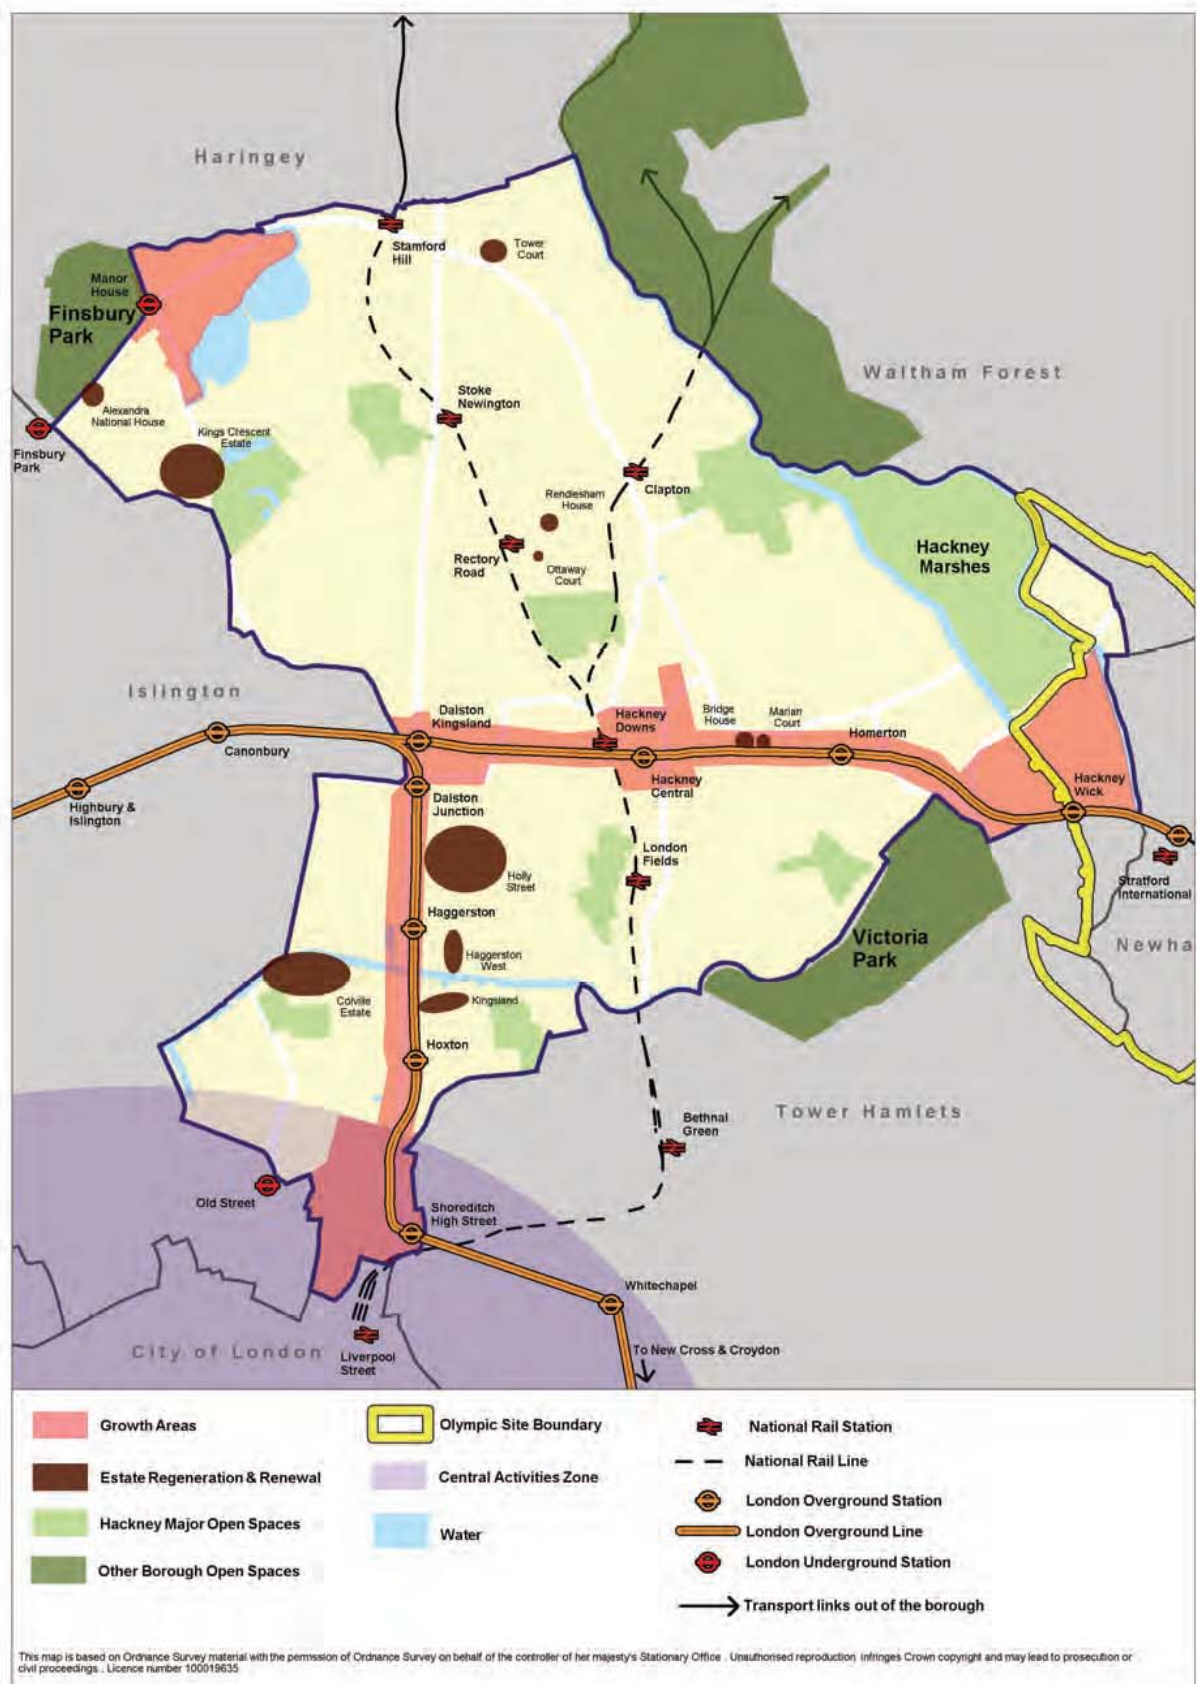 Haringey
Stamford
Hill
Tower
Court
Manor
House
Finsbury
Park
Waltham Forest
Alexandra
National House
Stoke
Newington
Kings Crescent
Estate
Finsbury
Park
Clapton
Rendlesham
House
Rectory
Road
Ottaway
Court
Hackney
Marshes
Islington
Dalston
Kingsland
Hackney
Downs
Bridge
House
Marian
Court
Homerton
Canonbury
Hackney
Central
Hackney
Wick
Highbury &
Islington
Dalston
Junction
London
Fields
Holly
Street
Stratford
International
Haggerston
Victoria
Park
Newha
Haggerston
West
Colville
Estate
Kingsland
Hoxton
Tower Hamlets
Bethnal
Green
Old Street
Shoreditch
High Street
Whitechapel
City of London
Liverpool
Street
To New Cross & Croydon
Growth Areas
Estate Regeneration & Renewal
Hackney Major Open Spaces
Other Borough Open Spaces
Olympic Site Boundary
Central Activities Zone
Water
National Rail Station
National Rail Line
London Overground Station
London Overground Line
London Underground Station
Transport links out of the borough
This map is based on Ordnance Survey material with the permission of Ordnance Survey on behalf of the controller of her majesty's Stationary Office . Unauthorised reproduction infringes Crown copyright and may lead to prosecution or
civil proceedings . Licence number 100019635